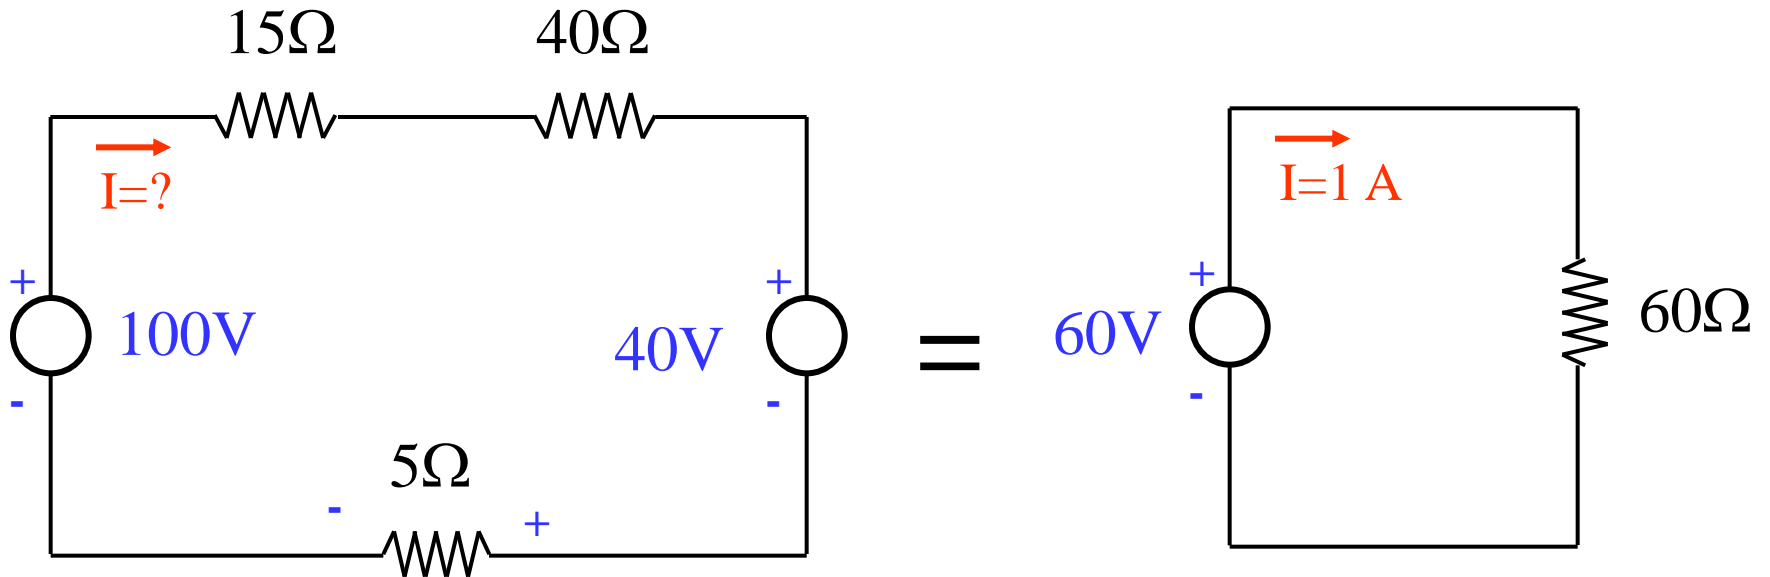 15Ω 40Ω
I=?
I=1 A
+ + +
100V 40V = 60V 60Ω
- - -
5Ω
- +